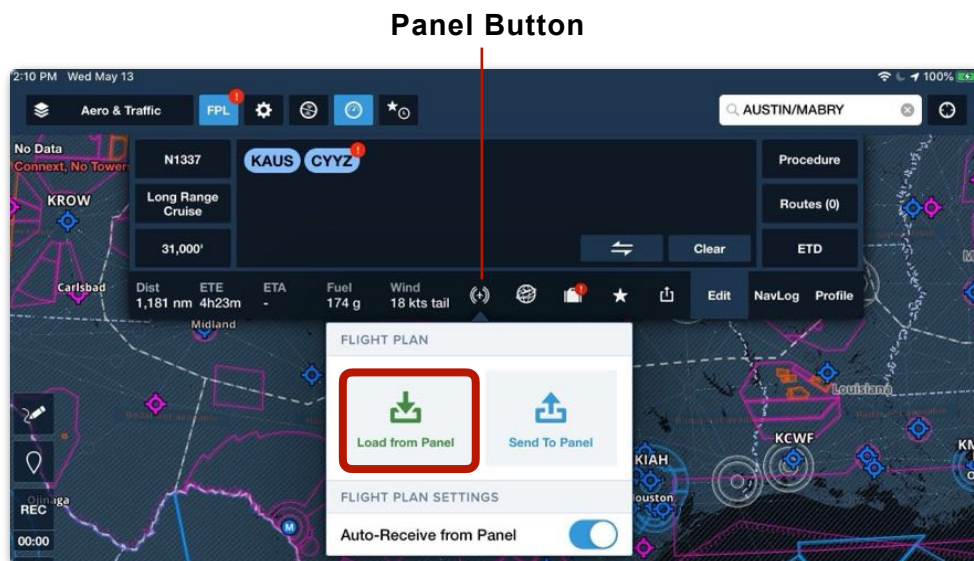 Panel Button
2:10 PM Wed May 13
100%
Aero & Traffic
FPL
AUSTIN/MABRY
No Data
Connext, No Tower
N1337
KAUS CYYZ
Procedure
KROW
Long Range
Cruise
Routes (0)
31,000'
Clear
ETD
Carlsbad
Dist ETE ETA Fuel Wind
1,181 nm 4h23m - 174 g 18 kts tail
Edit NavLog Profile
Midland
FLIGHT PLAN
Louisiana
Load from Panel
Send To Panel
KCWF
KIAH
Houston
Ojinaga
REC
FLIGHT PLAN SETTINGS
M
Auto-Receive from Panel
00:00